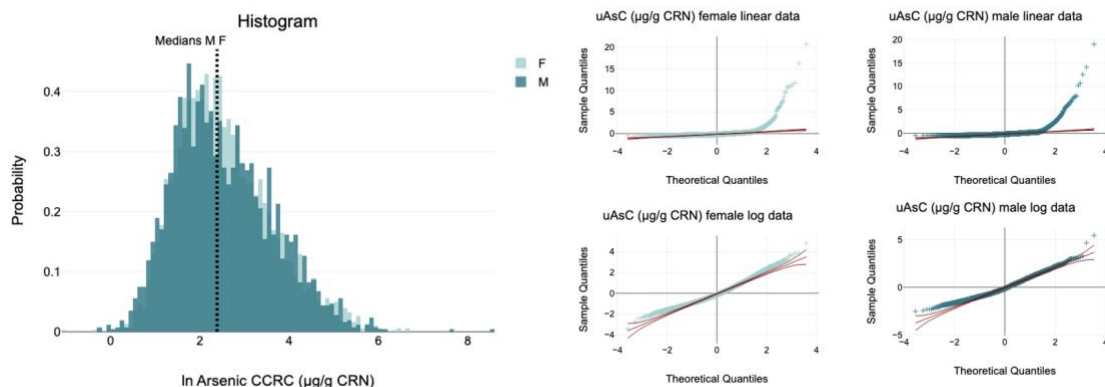 Histogram
Medians M F
F
M
0.4
0.3
0.2
0.1
0
0 2 4 6 8
Probability
ln Arsenic CCRC (µg/g CRN)
uAsC (µg/g CRN) female linear data
20
15
10
5
0
−4 −2 0 2 4
Sample Quantiles
Theoretical Quantiles
uAsC (µg/g CRN) male linear data
20
15
10
5
0
−4 −2 0 2 4
Sample Quantiles
Theoretical Quantiles
uAsC (µg/g CRN) female log data
4
2
0
−2
−4
−4 −2 0 2 4
Sample Quantiles
Theoretical Quantiles
uAsC (µg/g CRN) male log data
5
0
−5
−4 −2 0 2 4
Sample Quantiles
Theoretical Quantiles